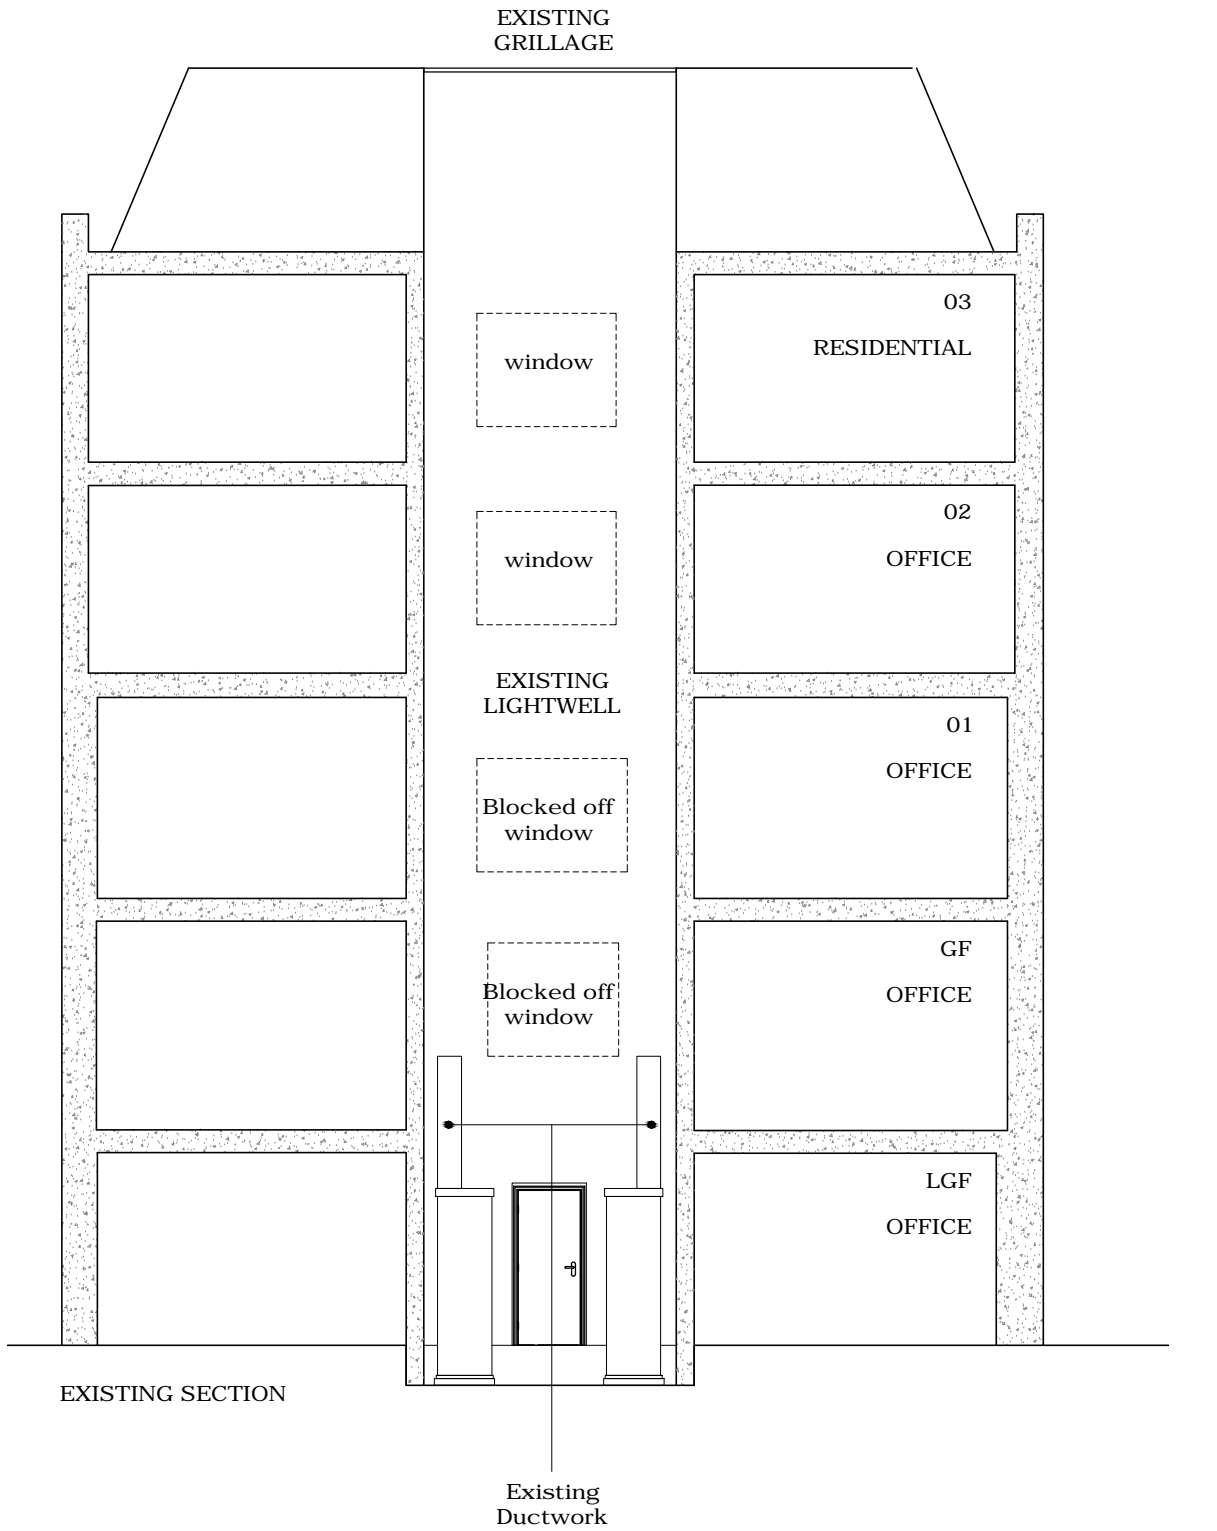 EXISTING
GRILLAGE
03
RESIDENTIAL
window
02
OFFICE
window
EXISTING
LIGHTWELL
01
OFFICE
Blocked off
window
GF
OFFICE
Blocked off
window
LGF
OFFICE
EXISTING SECTION
Existing
Ductwork